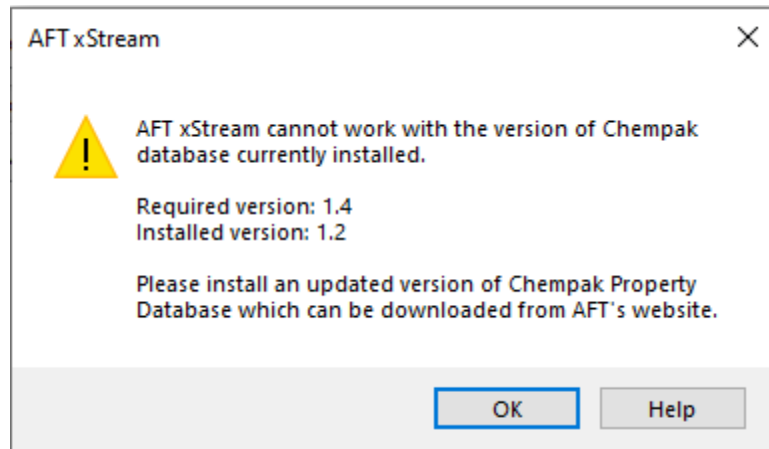 AFT xStream
AFT xStream cannot work with the version of Chempak
database currently installed.
Required version: 1.4
Installed version: 1.2
Please install an updated version of Chempak Property
Database which can be downloaded from AFT's website.
OK
Help